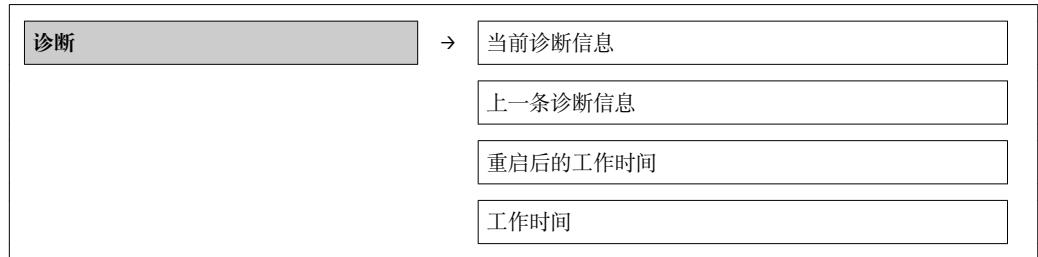 诊断 → 当前诊断信息
上一条诊断信息
重启后的工作时间
工作时间